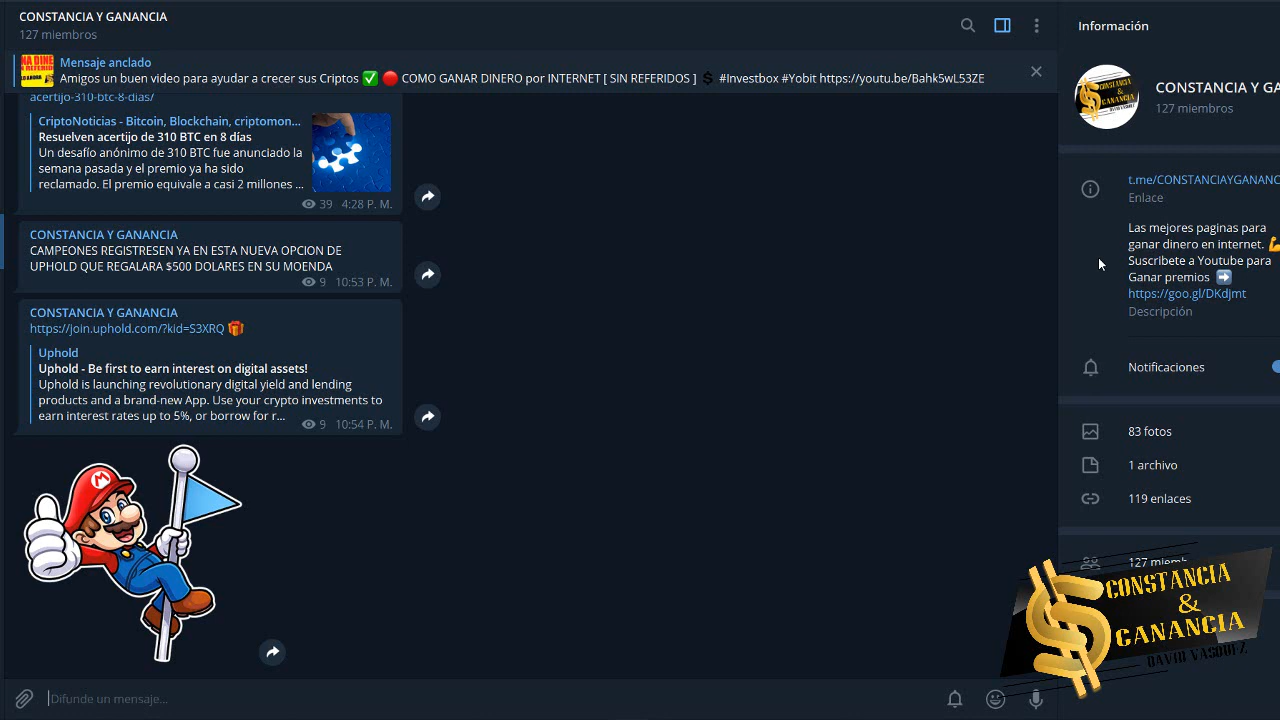 CONSTANCIA Y GANANCIA
127 miembros
Mensaje anclado
Amigos un buen video para ayudar a crecer sus Criptos ✅ 🔴 COMO GANAR DINERO por INTERNET [ SIN REFERIDOS ] 💲 #Investbox #Yobit https://youtu.be/Bahk5wL53ZE
acertijo-310-btc-8-dias/
CriptoNoticias - Bitcoin, Blockchain, criptomon...
Resuelven acertijo de 310 BTC en 8 días
Un desafío anónimo de 310 BTC fue anunciado la
semana pasada y el premio ya ha sido
reclamado. El premio equivale a casi 2 millones ...
39 4:28 P. M.
CONSTANCIA Y GANANCIA
CAMPEONES REGISTRESEN YA EN ESTA NUEVA OPCION DE
UPHOLD QUE REGALARA $500 DOLARES EN SU MOENDA
9 10:53 P. M.
CONSTANCIA Y GANANCIA
https://join.uphold.com/?kid=S3XRQ 🎁
Uphold
Uphold - Be first to earn interest on digital assets!
Uphold is launching revolutionary digital yield and lending
products and a brand-new App. Use your crypto investments to
earn interest rates up to 5%, or borrow for r...
9 10:54 P. M.
M
Difunde un mensaje...
Información
CONSTANCIA & GANANCIA
CONSTANCIA Y GA
127 miembros
t.me/CONSTANCIAYGANANC
Enlace
Las mejores paginas para
ganar dinero en internet. 💪
Suscribete a Youtube para
Ganar premios ➡️
https://goo.gl/DKdjmt
Descripción
Notificaciones
83 fotos
1 archivo
119 enlaces
127 miemb
$ CONSTANCIA
&
GANANCIA
DAVID VASQUEZ